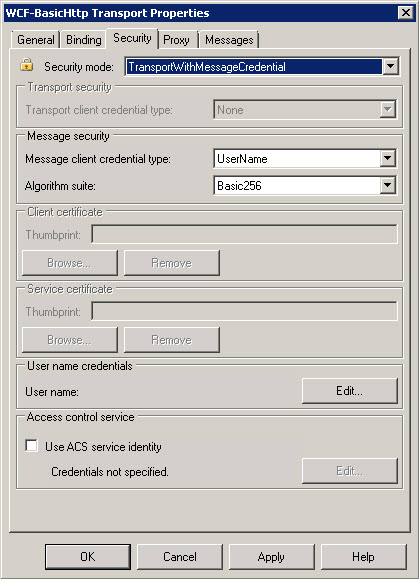 WCF-BasicHttp Transport Properties
General Binding Security Proxy Messages
Security mode: TransportWithMessageCredential
Transport security
Transport client credential type: None
Message security
Message client credential type: UserName
Algorithm suite: Basic256
Client certificate
Thumbprint:
Browse... Remove
Service certificate
Thumbprint:
Browse... Remove
User name credentials
User name: Edit...
Access control service
Use ACS service identity
Credentials not specified. Edit...
OK Cancel Apply Help